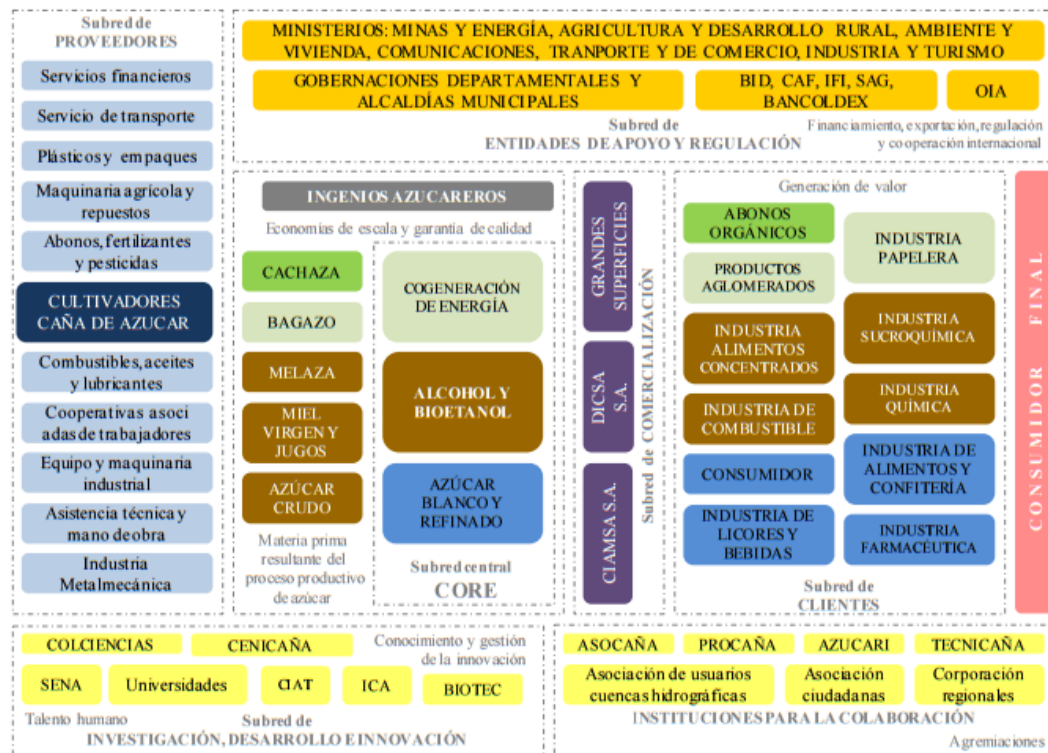 Subred de
PROVEEDORES
Servicios financieros
Servicio de transporte
Plásticos y empaques
Maquinaria agrícola y
repuestos
Abonos, fertilizantes
y pesticidas
CULTIVADORES
CAÑA DE AZUCAR
Combustibles, aceites
y lubricantes
Cooperativas asoci
adas de trabajadores
Equipo y maquinaria
industrial
Asistencia técnica y
mano de obra
Industria
Metalmecánica
MINISTERIOS: MINAS Y ENERGÍA, AGRICULTURA Y DESARROLLO RURAL, AMBIENTE Y
VIVIENDA, COMUNICACIONES, TRANPORTE Y DE COMERCIO, INDUSTRIA Y TURISMO
GOBERNACIONES DEPARTAMENTALES Y
ALCALDÍAS MUNICIPALES
BID, CAF, IFI, SAG,
BANCOLDEX
OIA
Subred de
ENTIDADES DE APOYO Y REGULACIÓN
Financiamiento, exportación, regulación
y cooperación internacional
INGENIOS AZUCAREROS
Economías de escala y garantía de calidad
CACHAZA
BAGAZO
MELAZA
MIEL
VIRGEN Y
JUGOS
AZÚCAR
CRUDO
Materia prima
resultante del
proceso productivo
de azúcar
COGENERACIÓN
DE ENERGÍA
ALCOHOL Y
BIOETANOL
AZÚCAR
BLANCO Y
REFINADO
Subred central
CORE
GRANDES
SUPERFICIES
DICSA
S.A.
CIAMSA S.A.
Subred de COMERCIALIZACIÓN
Generación de valor
ABONOS
ORGÁNICOS
PRODUCTOS
AGLOMERADOS
INDUSTRIA
ALIMENTOS
CONCENTRADOS
INDUSTRIA DE
COMBUSTIBLE
CONSUMIDOR
INDUSTRIA DE
LICORES Y
BEBIDAS
INDUSTRIA
PAPELERA
INDUSTRIA
SUCROQUÍMICA
INDUSTRIA
QUÍMICA
INDUSTRIA DE
ALIMENTOS Y
CONFITERÍA
INDUSTRIA
FARMACÉUTICA
Subred de
CLIENTES
CONSUMIDOR FINAL
COLCIENCIAS
CENICAÑA
Conocimiento y gestión
de la innovación
SENA
Universidades
CIAT
ICA
BIOTEC
Talento humano
Subred de
INVESTIGACIÓN, DESARROLLO E INNOVACIÓN
ASOCAÑA
PROCAÑA
AZUCARI
TECNICAÑA
Asociación de usuarios
cuencas hidrográficas
Asociación
ciudadanas
Corporación
regionales
INSTITUCIONES PARA LA COLABORACIÓN
Agremiaciones